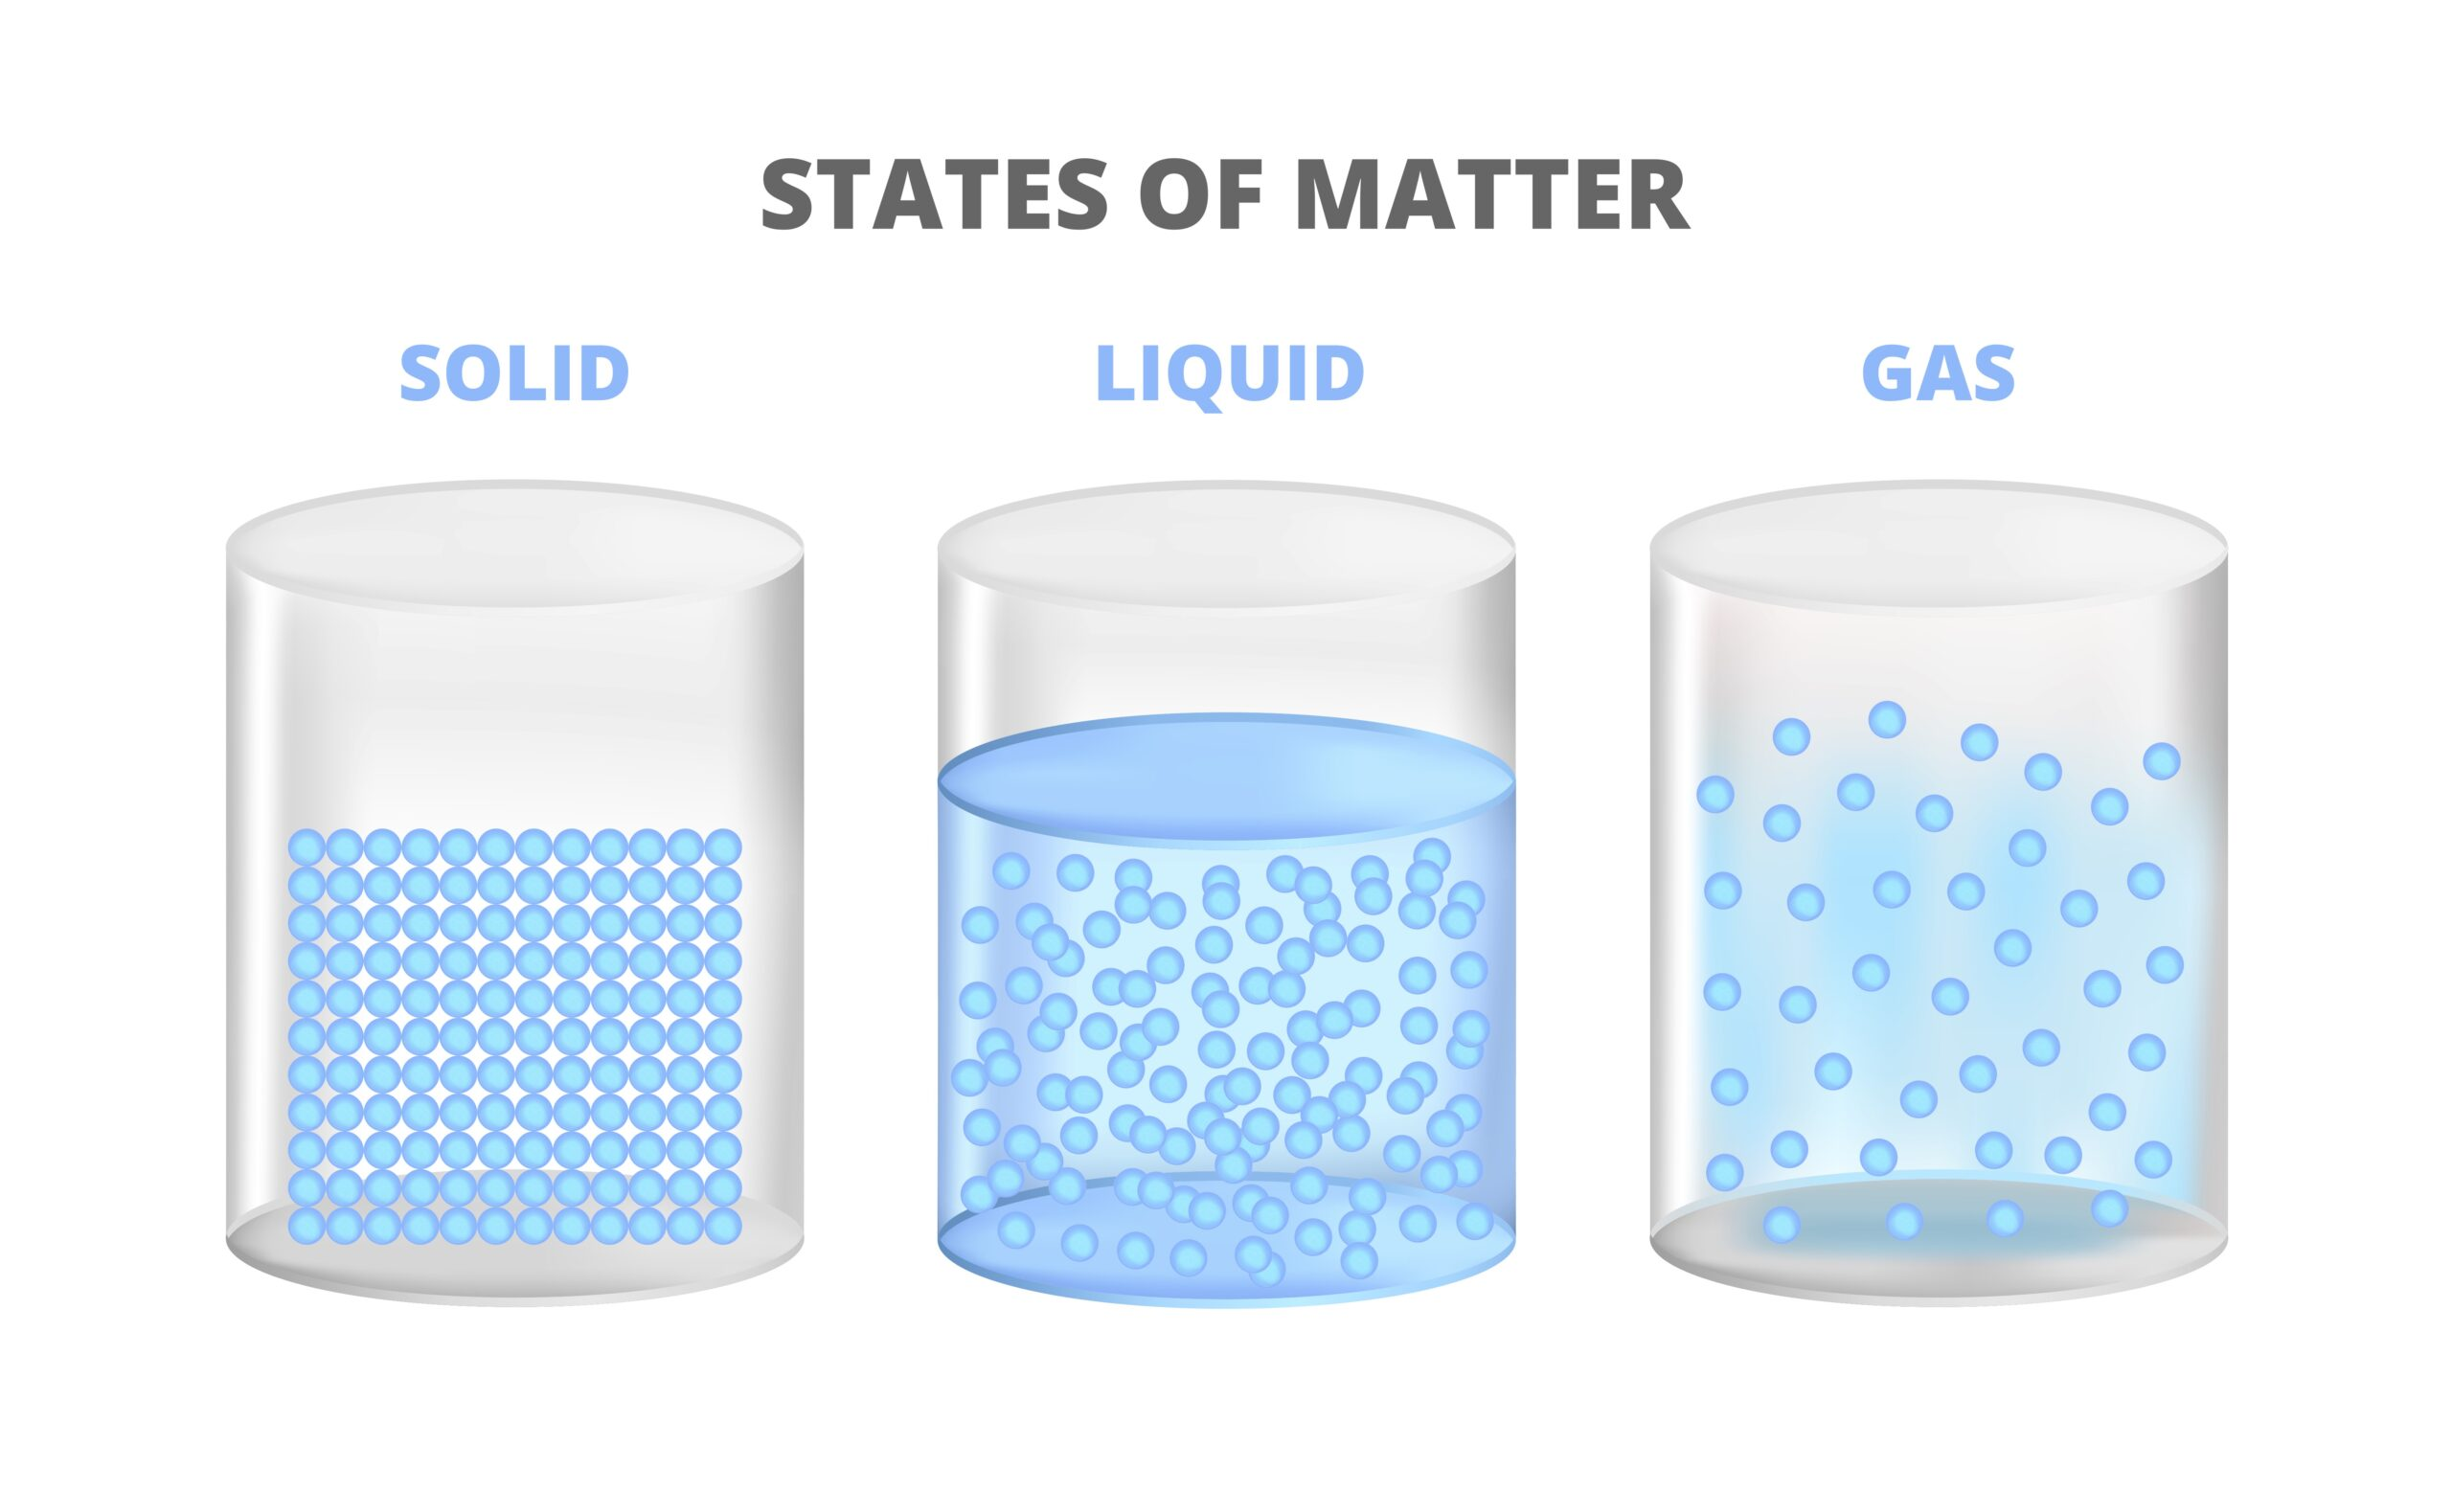 STATES OF MATTER
SOLID
LIQUID
GAS